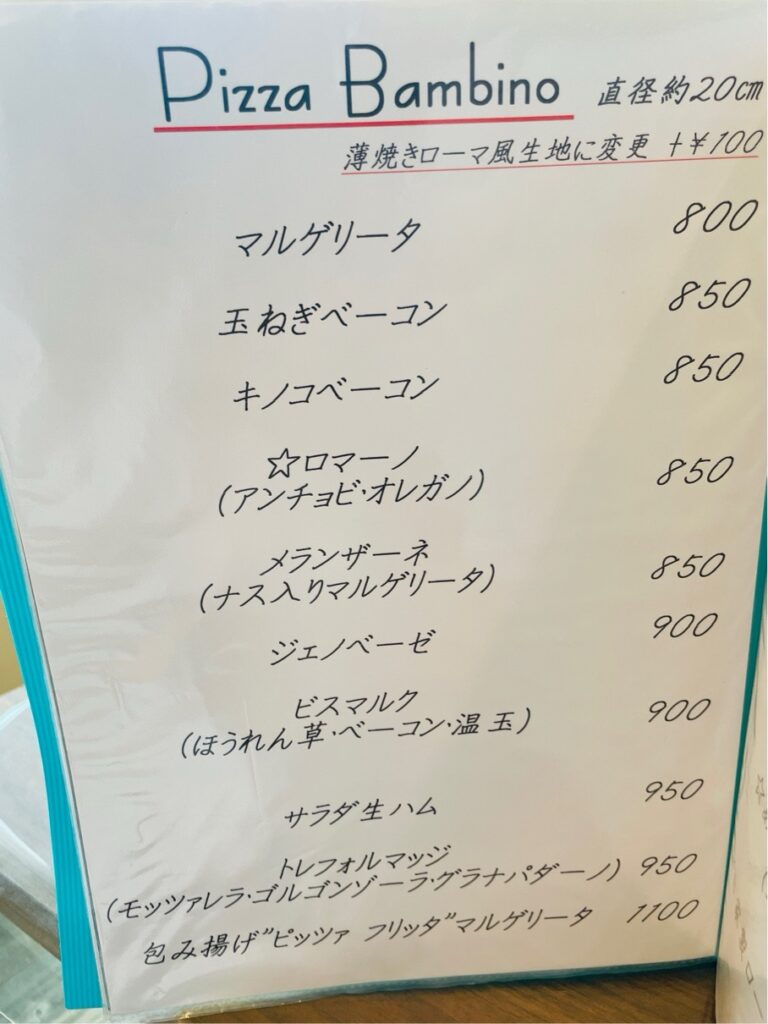 Pizza Bambino 直径約20㎝
薄焼きローマ風生地に変更 +¥100
マルゲリータ 800
玉ねぎベーコン 850
キノコベーコン 850
☆ロマーノ
(アンチョビ・オレガノ) 850
メランザーネ
(ナス入りマルゲリータ) 850
ジェノベーゼ 900
ビスマルク
(ほうれん草・ベーコン・温玉) 900
サラダ生ハム 950
トレフォルマッジ
(モッツァレラ・ゴルゴンゾーラ・グラナパダーノ) 950
包み揚げ"ピッツァ フリッタ"マルゲリータ 1100